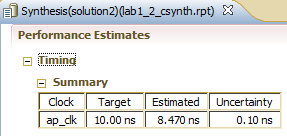 Synthesis(solution2)(lab1_2_csynth.rpt)
Performance Estimates
Timing
Summary
Clock Target Estimated Uncertainty
ap_clk 10.00 ns 8.470 ns 0.10 ns